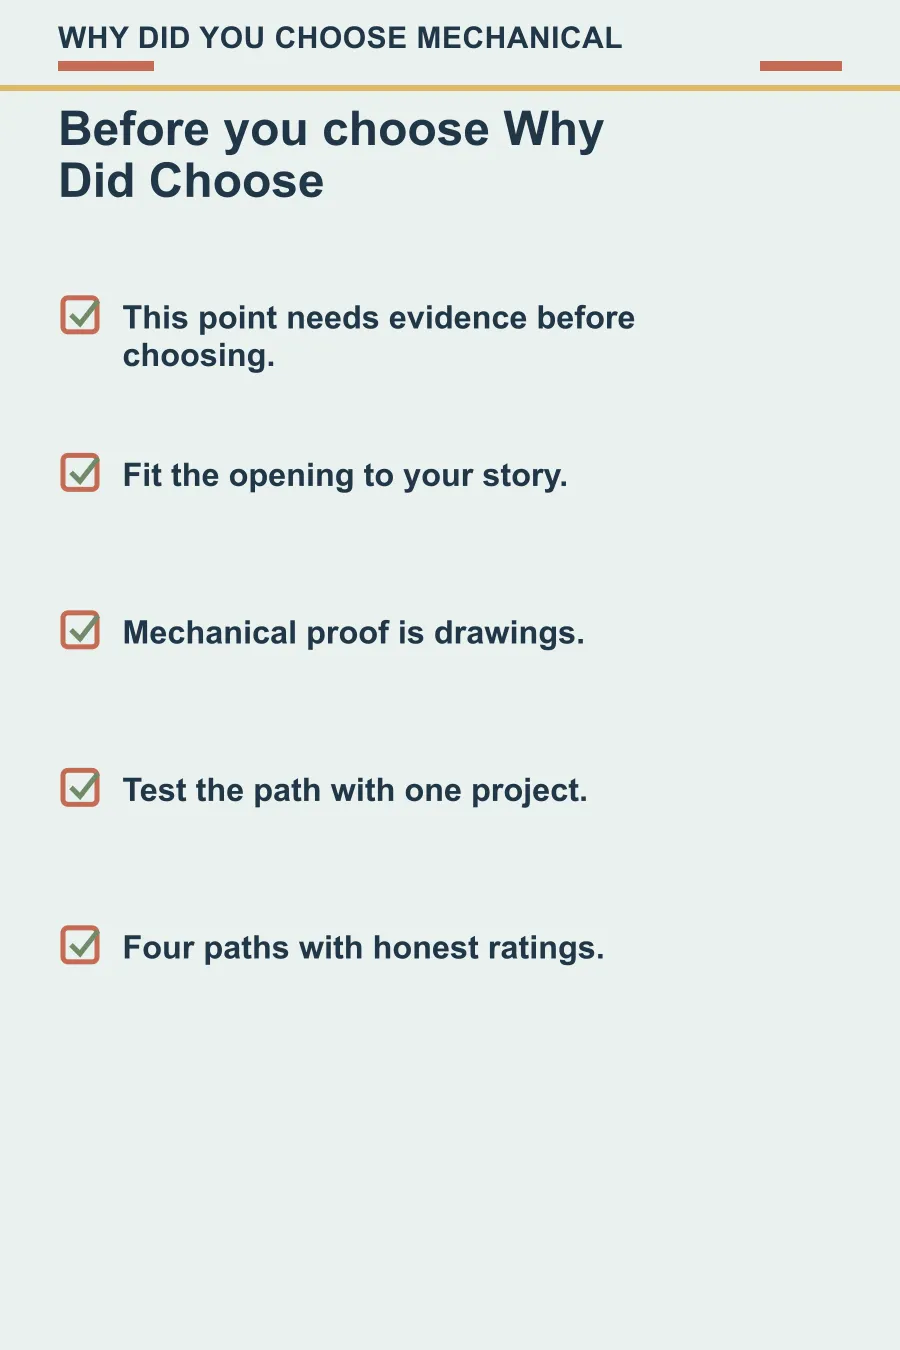 WHY DID YOU CHOOSE MECHANICAL
Before you choose Why
Did Choose
This point needs evidence before
choosing.
Fit the opening to your story.
Mechanical proof is drawings.
Test the path with one project.
Four paths with honest ratings.